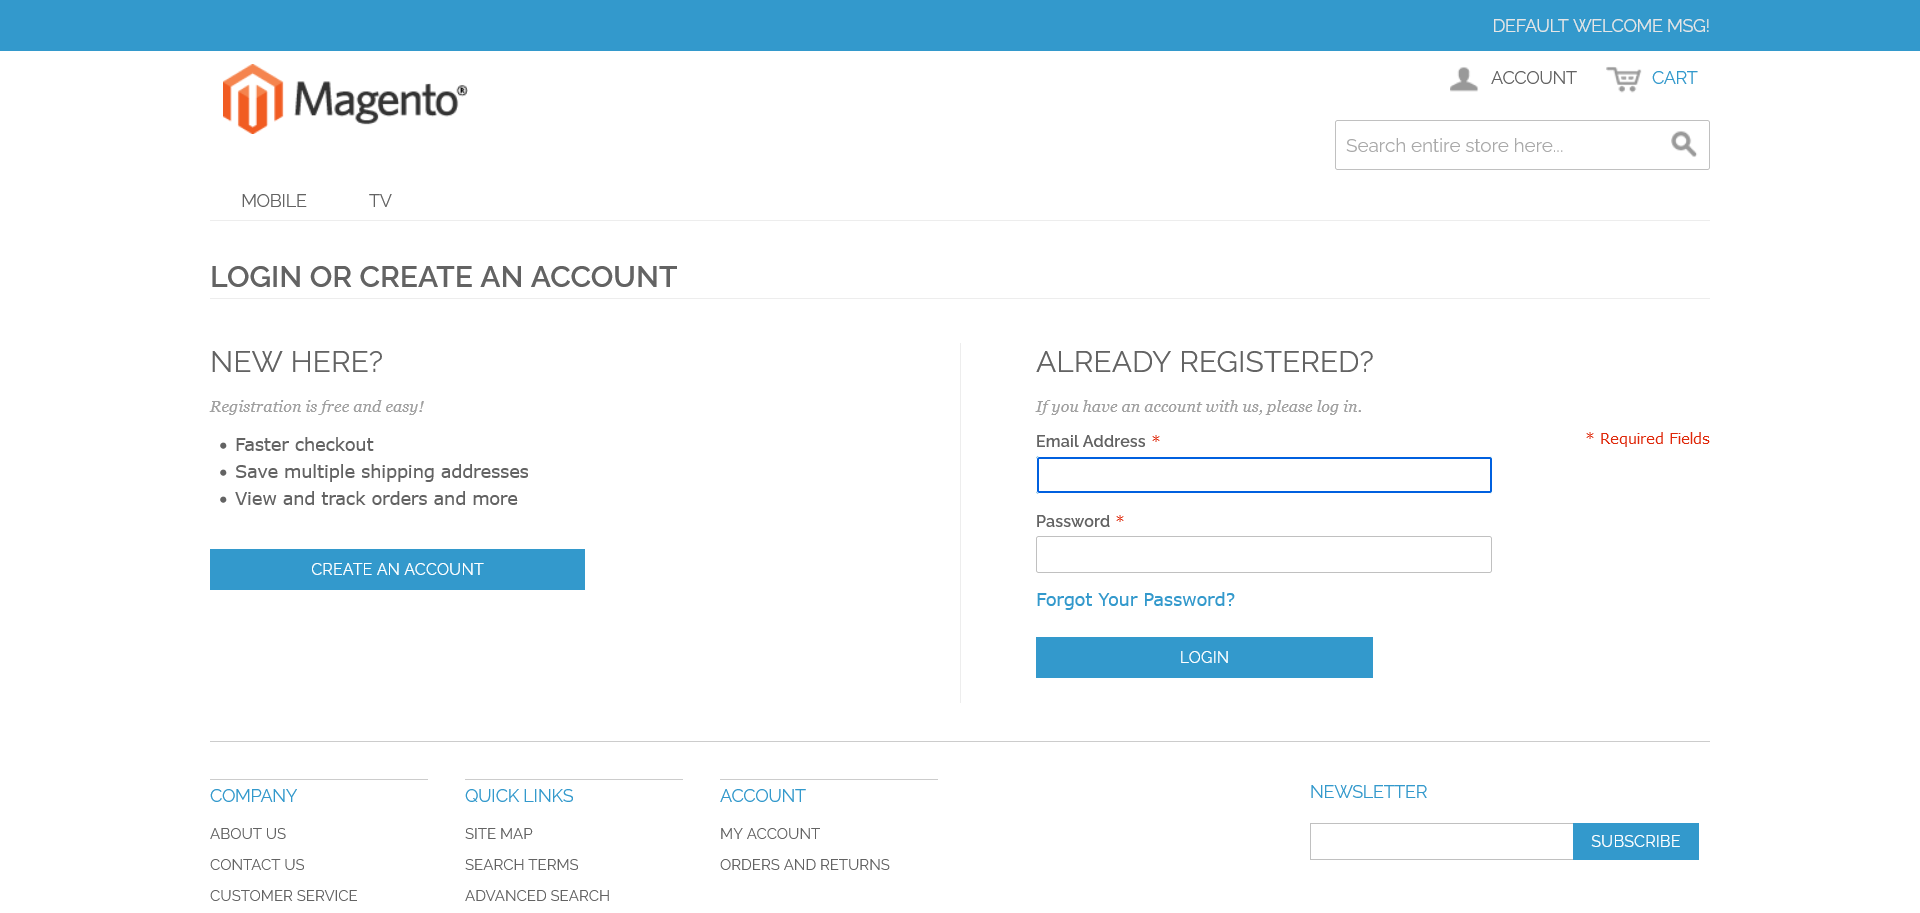 DEFAULT WELCOME MSG!
Magento®
ACCOUNT
CART
Search entire store here...
MOBILE
TV
LOGIN OR CREATE AN ACCOUNT
NEW HERE?
Registration is free and easy!
• Faster checkout
• Save multiple shipping addresses
• View and track orders and more
CREATE AN ACCOUNT
ALREADY REGISTERED?
If you have an account with us, please log in.
* Required Fields
Email Address *
Password *
Forgot Your Password?
LOGIN
COMPANY
ABOUT US
CONTACT US
CUSTOMER SERVICE
QUICK LINKS
SITE MAP
SEARCH TERMS
ADVANCED SEARCH
ACCOUNT
MY ACCOUNT
ORDERS AND RETURNS
NEWSLETTER
SUBSCRIBE